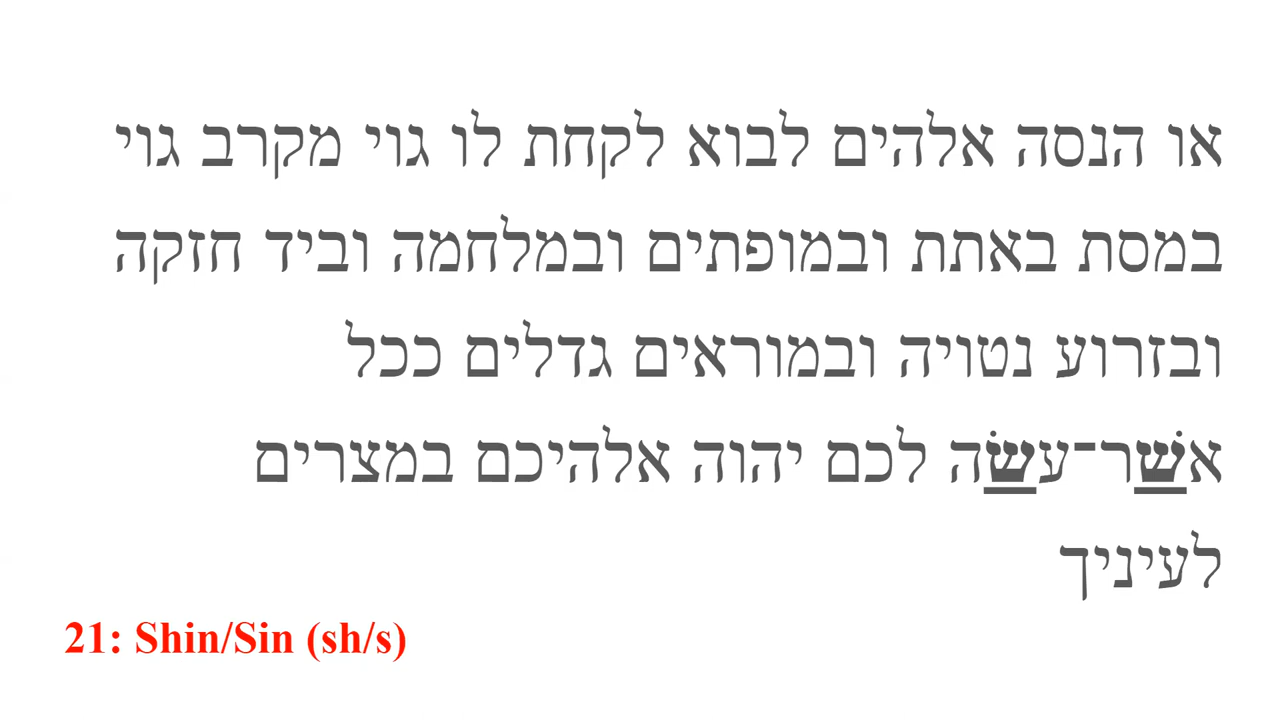 או הנסה אלהים לבוא לקחת לו גוי מקרב גוי
במסת באתת ובמופתים ובמלחמה וביד חזקה
ובזרוע נטויה ובמוראים גדלים ככל
אשׁר־עשׂה לכם יהוה אלהיכם במצרים
לעיניך
21: Shin/Sin (sh/s)